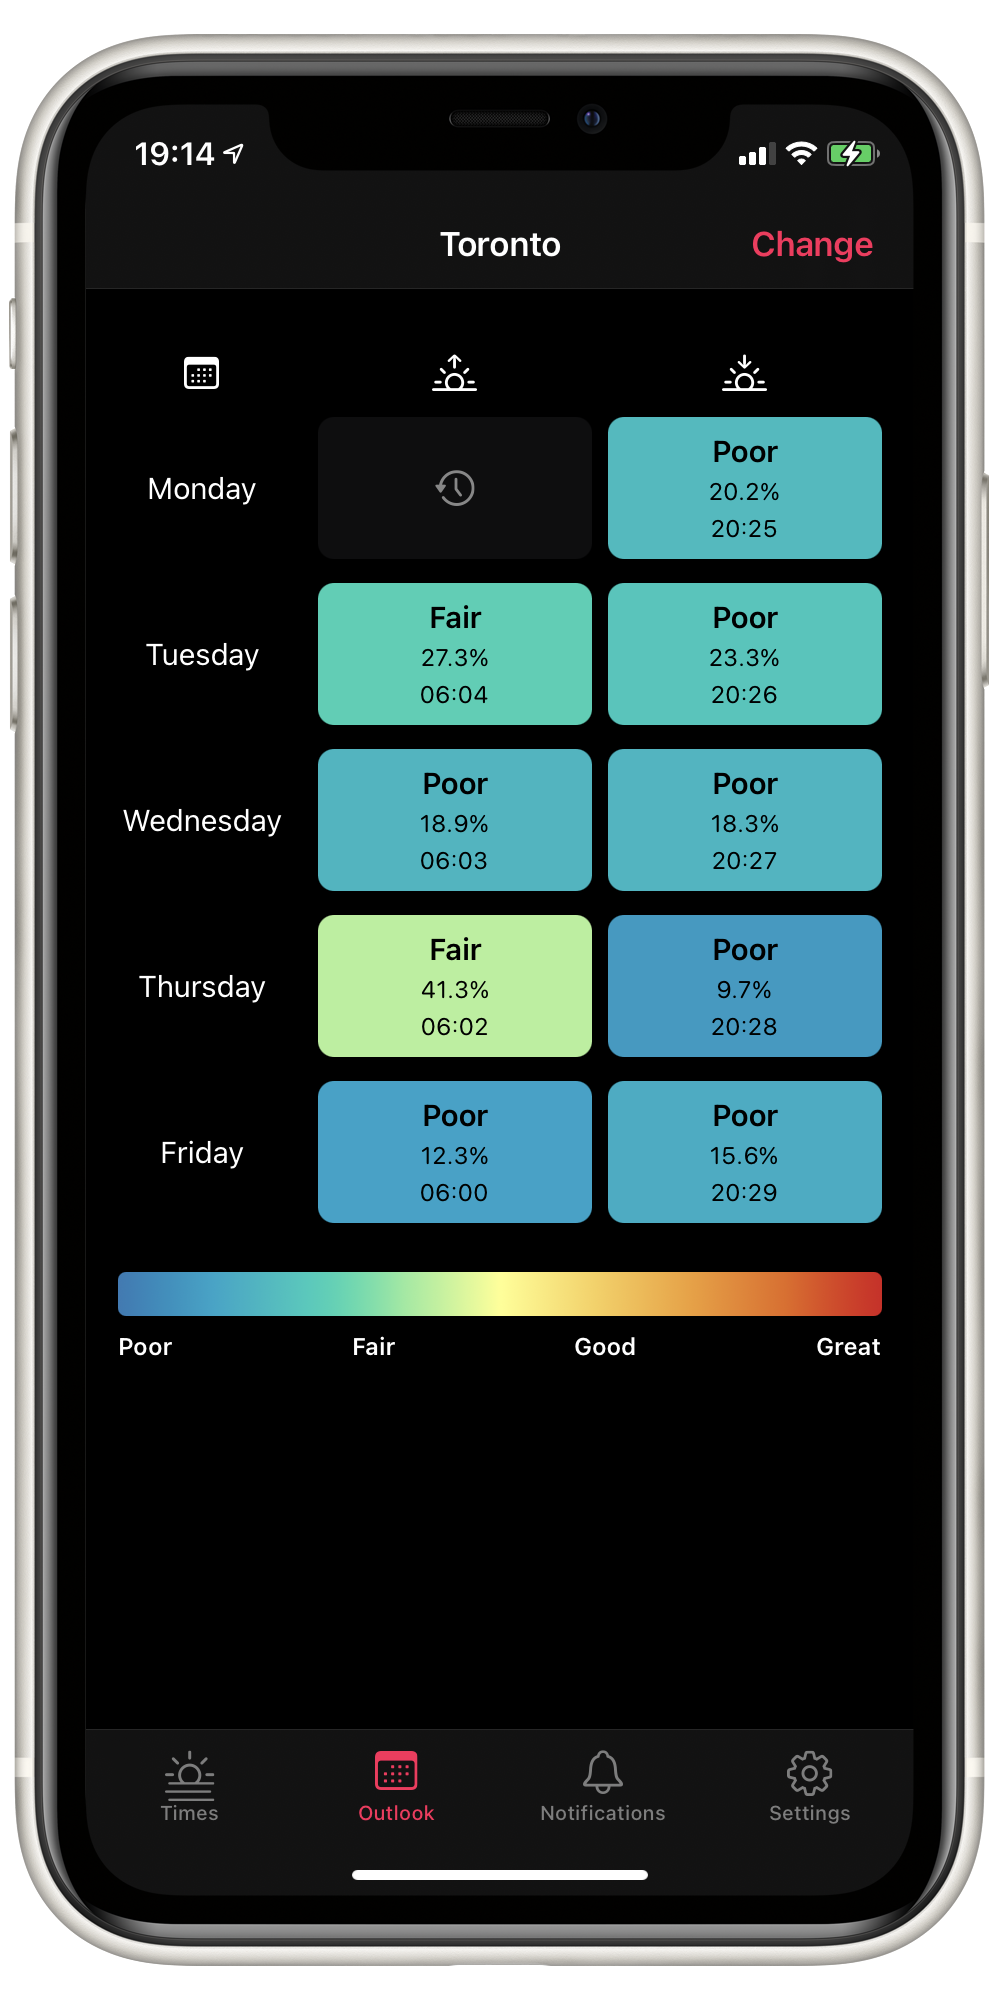 19:14
Toronto
Change
Monday
Poor
20.2%
20:25
Tuesday
Fair
27.3%
06:04
Poor
23.3%
20:26
Wednesday
Poor
18.9%
06:03
Poor
18.3%
20:27
Thursday
Fair
41.3%
06:02
Poor
9.7%
20:28
Friday
Poor
12.3%
06:00
Poor
15.6%
20:29
Poor
Fair
Good
Great
Times
Outlook
Notifications
Settings